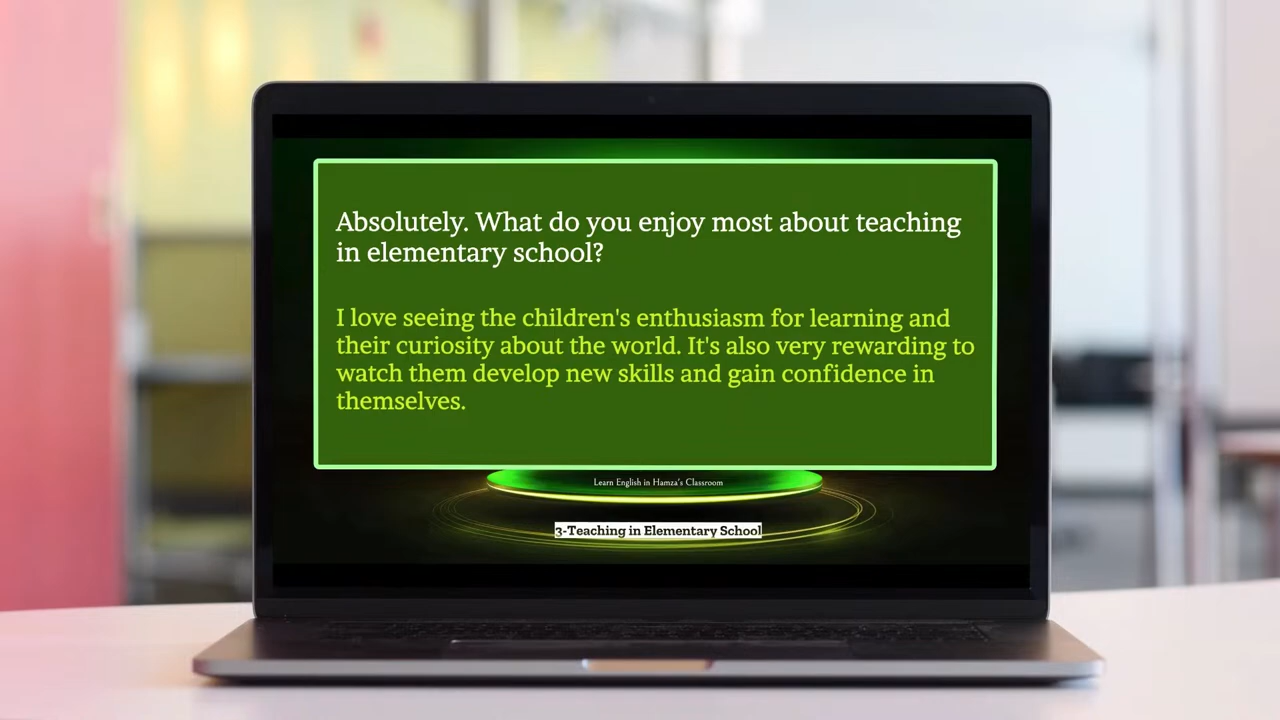 Absolutely. What do you enjoy most about teaching
in elementary school?
I love seeing the children's enthusiasm for learning and
their curiosity about the world. It's also very rewarding to
watch them develop new skills and gain confidence in
themselves.
Learn English in Hamza's Classroom
3-Teaching in Elementary School